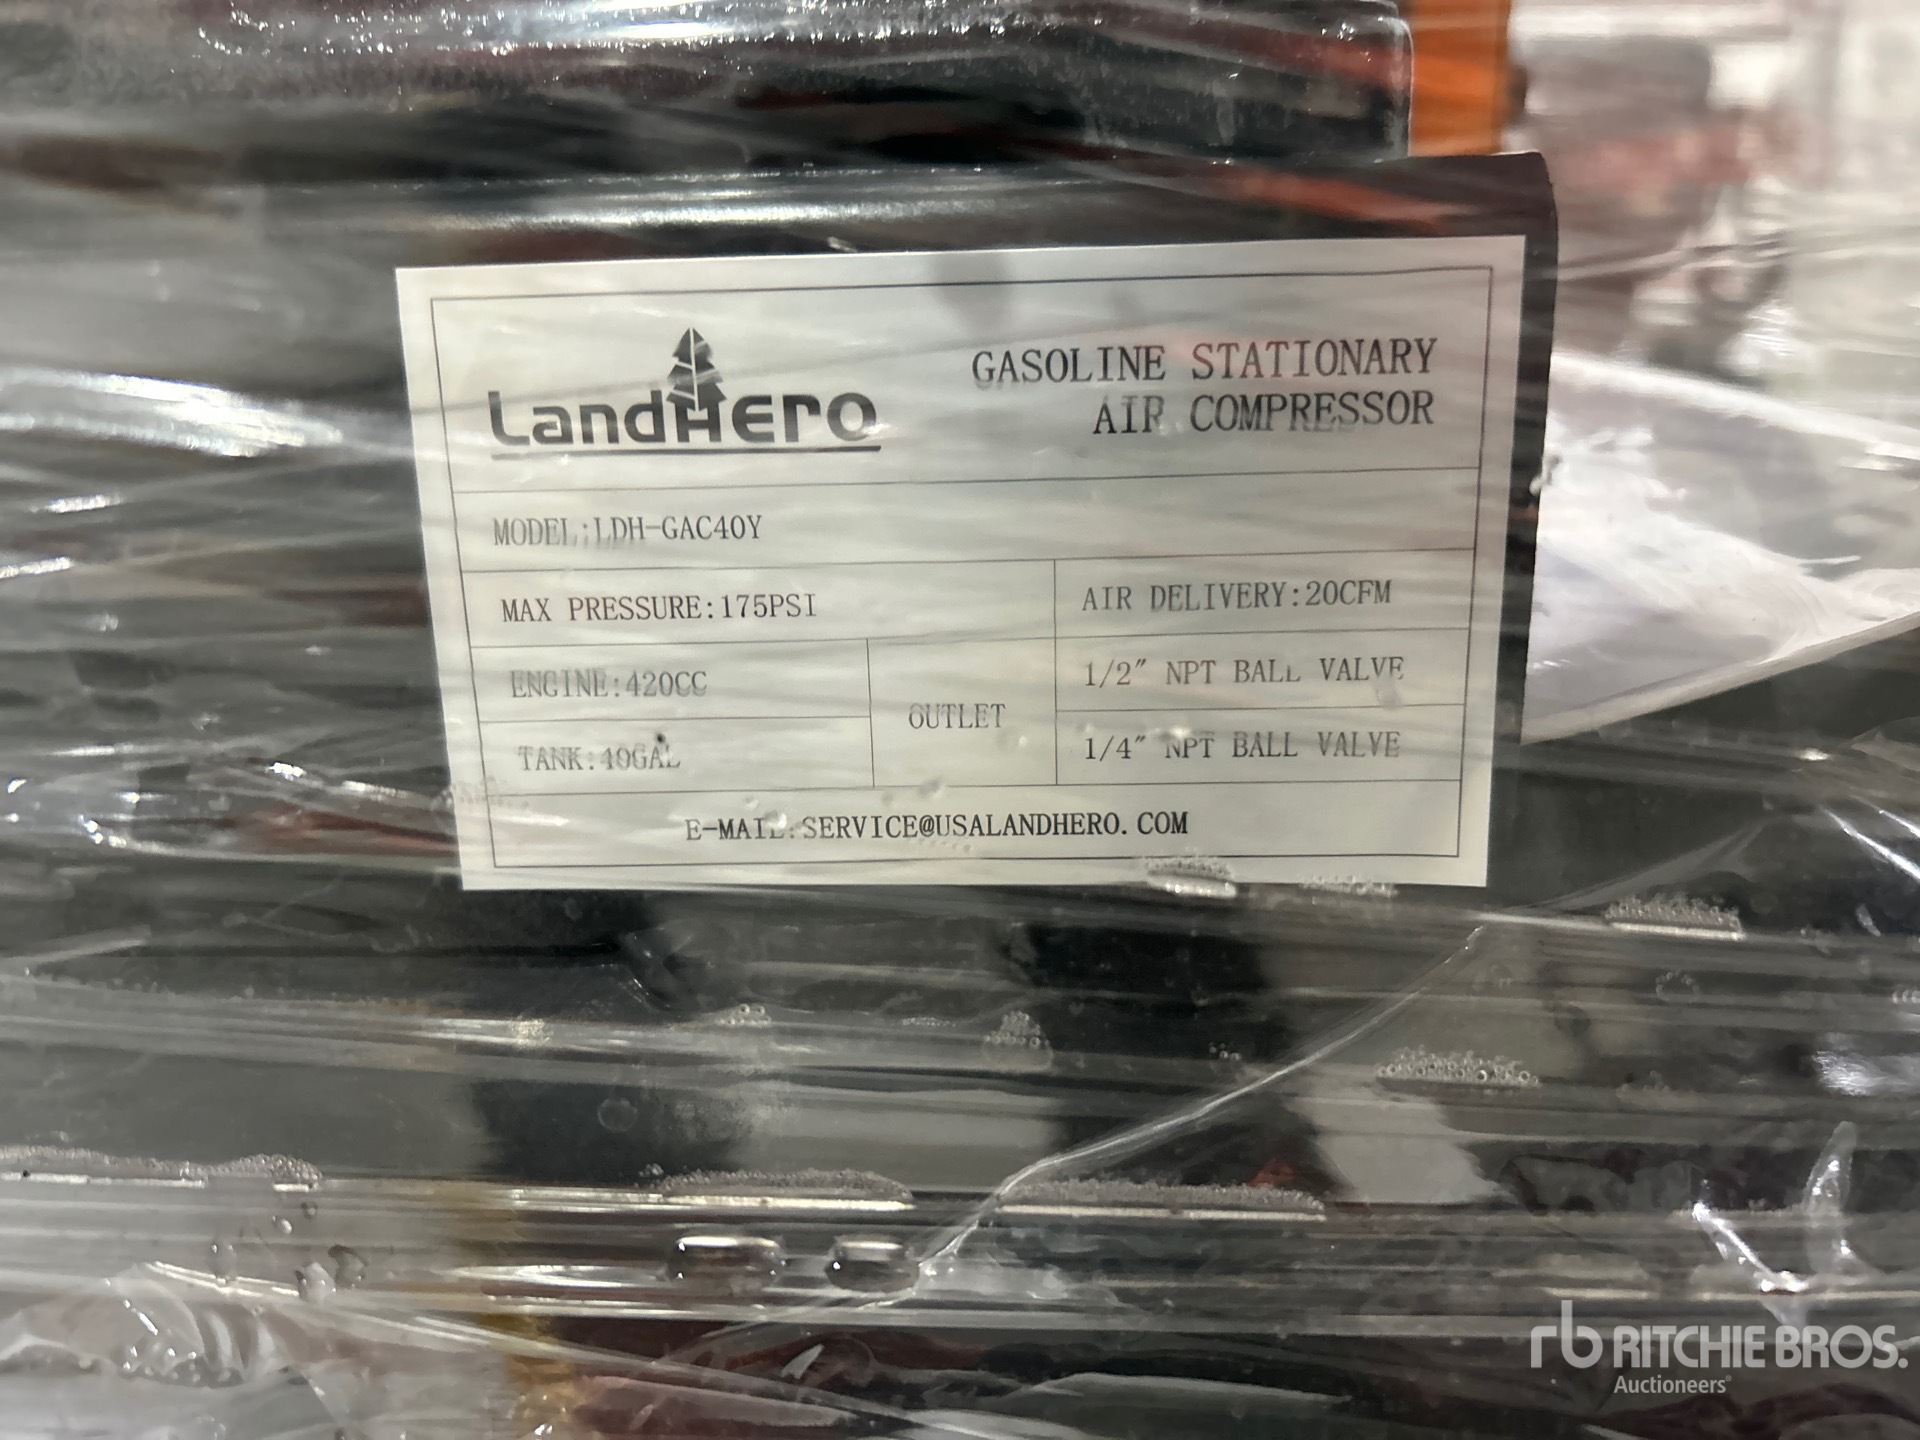 LandHero
GASOLINE STATIONARY
AIR COMPRESSOR
MODEL:LDH-GAC40Y
MAX PRESSURE:175PSI
AIR DELIVERY:20CFM
ENGINE:420CC
TANK:40GAL
OUTLET
1/2" NPT BALL VALVE
1/4" NPT BALL VALVE
E-MAIL:SERVICE@USALANDHERO.COM
rb RITCHIE BROS.
Auctioneers